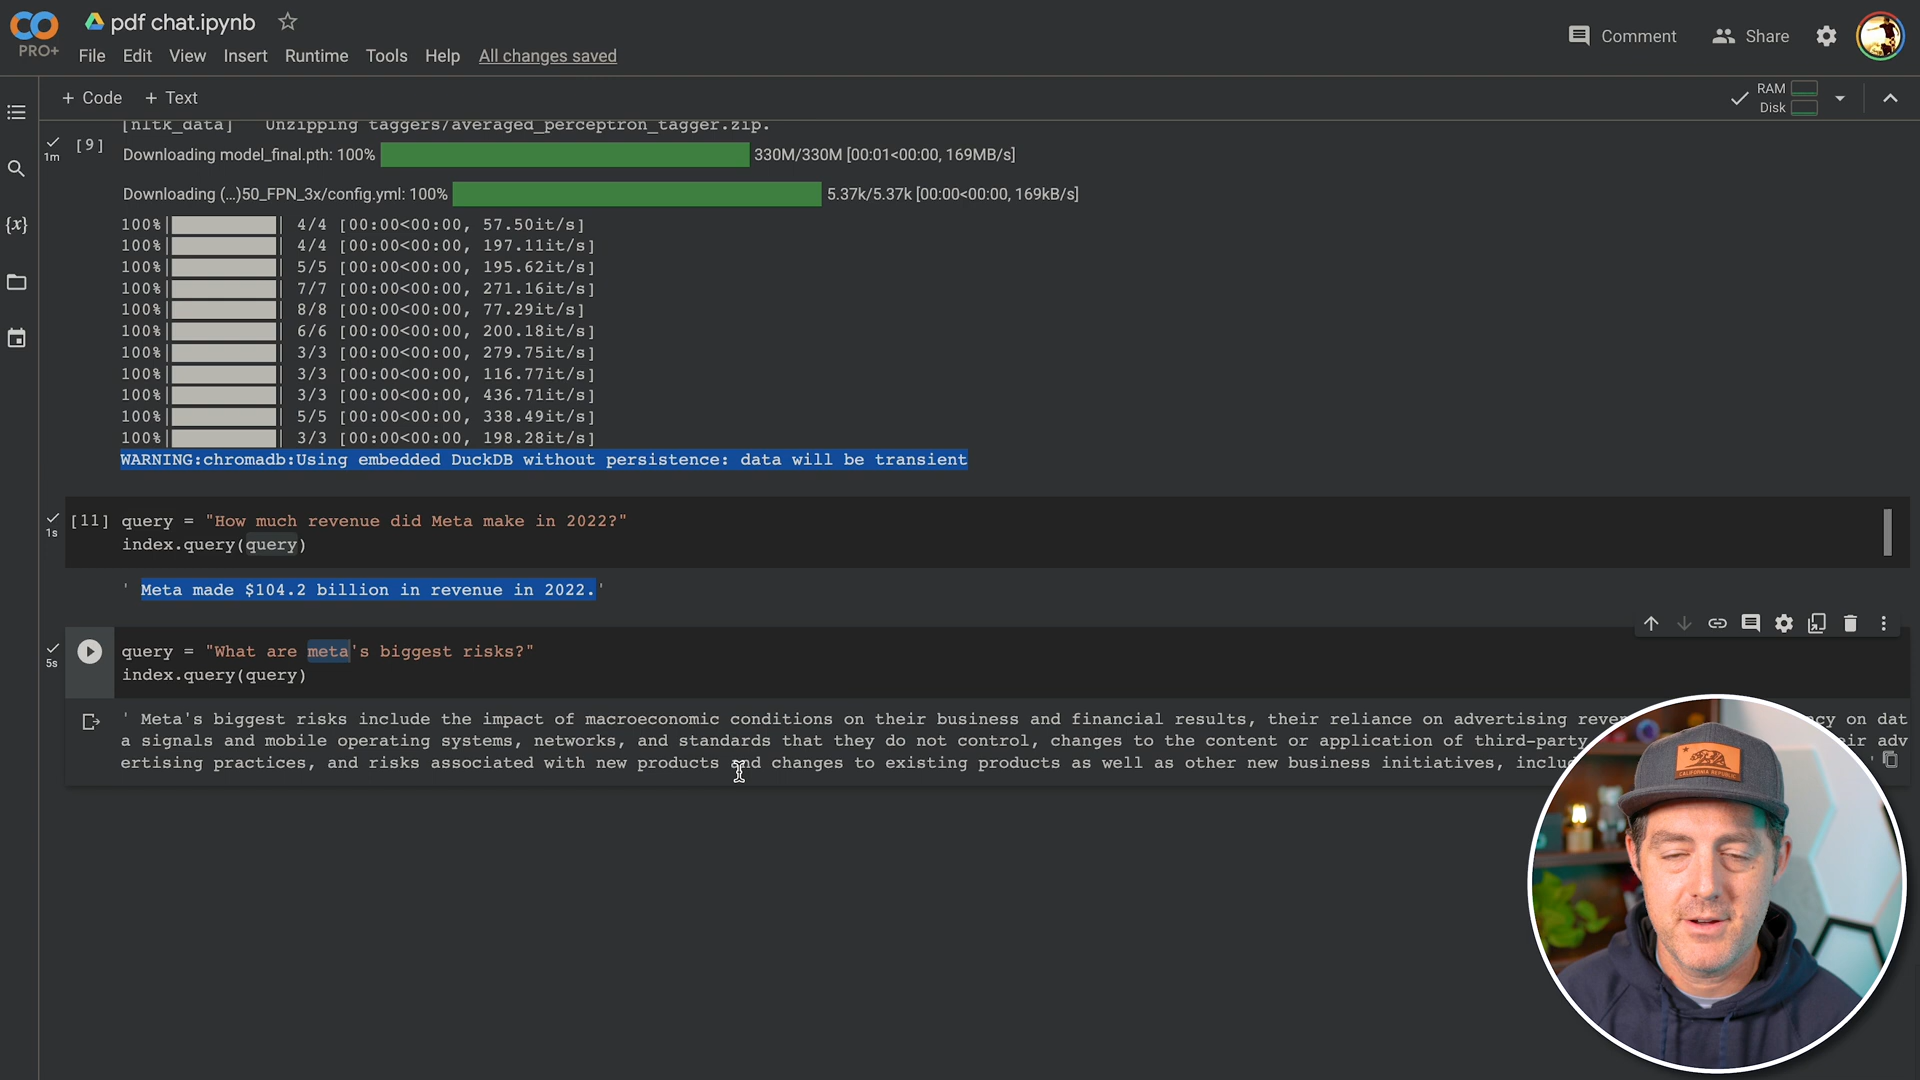 pdf chat.ipynb
PRO+
File Edit View Insert Runtime Tools Help All changes saved
Comment Share
+ Code + Text
RAM
Disk
[nltk_data]   Unzipping taggers/averaged_perceptron_tagger.zip.
1m
[9]
Downloading model_final.pth: 100% 330M/330M [00:01<00:00, 169MB/s]
Downloading (…)50_FPN_3x/config.yml: 100% 5.37k/5.37k [00:00<00:00, 169kB/s]
100%|██████████| 4/4 [00:00<00:00, 57.50it/s]
100%|██████████| 4/4 [00:00<00:00, 197.11it/s]
100%|██████████| 5/5 [00:00<00:00, 195.62it/s]
100%|██████████| 7/7 [00:00<00:00, 271.16it/s]
100%|██████████| 8/8 [00:00<00:00, 77.29it/s]
100%|██████████| 6/6 [00:00<00:00, 200.18it/s]
100%|██████████| 3/3 [00:00<00:00, 279.75it/s]
100%|██████████| 3/3 [00:00<00:00, 116.77it/s]
100%|██████████| 3/3 [00:00<00:00, 436.71it/s]
100%|██████████| 5/5 [00:00<00:00, 338.49it/s]
100%|██████████| 3/3 [00:00<00:00, 198.28it/s]
WARNING:chromadb:Using embedded DuckDB without persistence: data will be transient
1s
[11] query = "How much revenue did Meta make in 2022?"
index.query(query)
' Meta made $104.2 billion in revenue in 2022.'
5s
query = "What are meta's biggest risks?"
index.query(query)
' Meta's biggest risks include the impact of macroeconomic conditions on their business and financial results, their reliance on advertising on dat
a signals and mobile operating systems, networks, and standards that they do not control, changes to the content or application of third-party adv
ertising practices, and risks associated with new products and changes to existing products as well as other new business initiatives, '
CALIFORNIA REPUBLIC